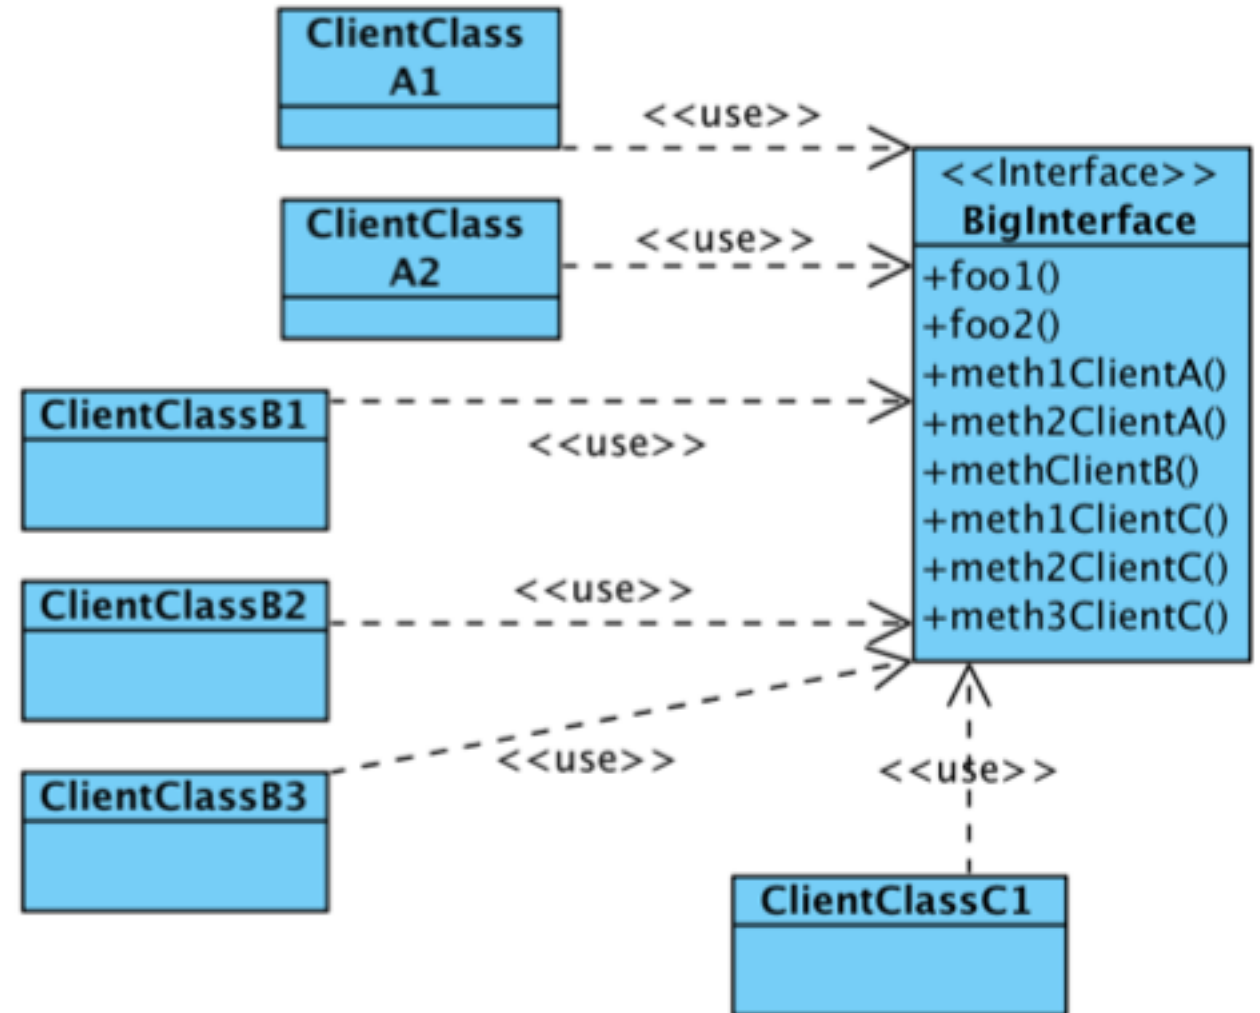 ClientClass
A1
<<use>>
<<Interface>>
BigInterface
+foo1()
+foo2()
+meth1ClientA()
+meth2ClientA()
+methClientB()
+meth1ClientC()
+meth2ClientC()
+meth3ClientC()
ClientClass
A2
<<use>>
ClientClassB1
<<use>>
ClientClassB2
<<use>>
ClientClassB3
<<use>>
<<use>>
ClientClassC1